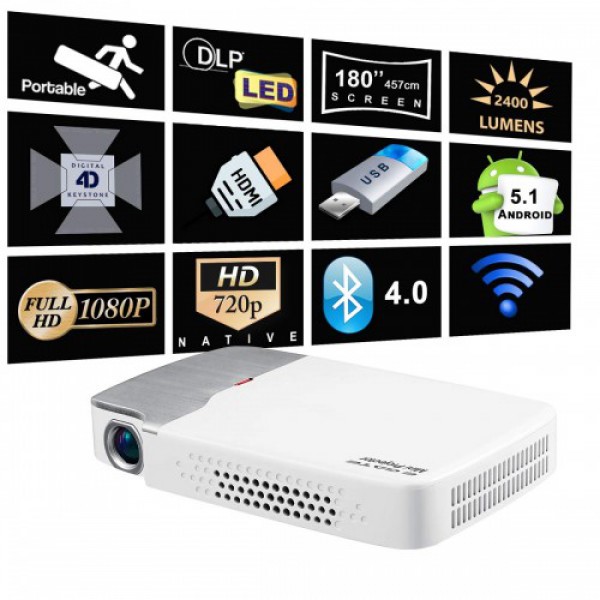 Portable
DLP®
LED
180’’ 457cm
SCREEN
2400
LUMENS
DIGITAL
4D
KEYSTONE
HDMI
USB
5.1
ANDROID
FULL
HD
1080P
HD
720p
NATIVE
4.0